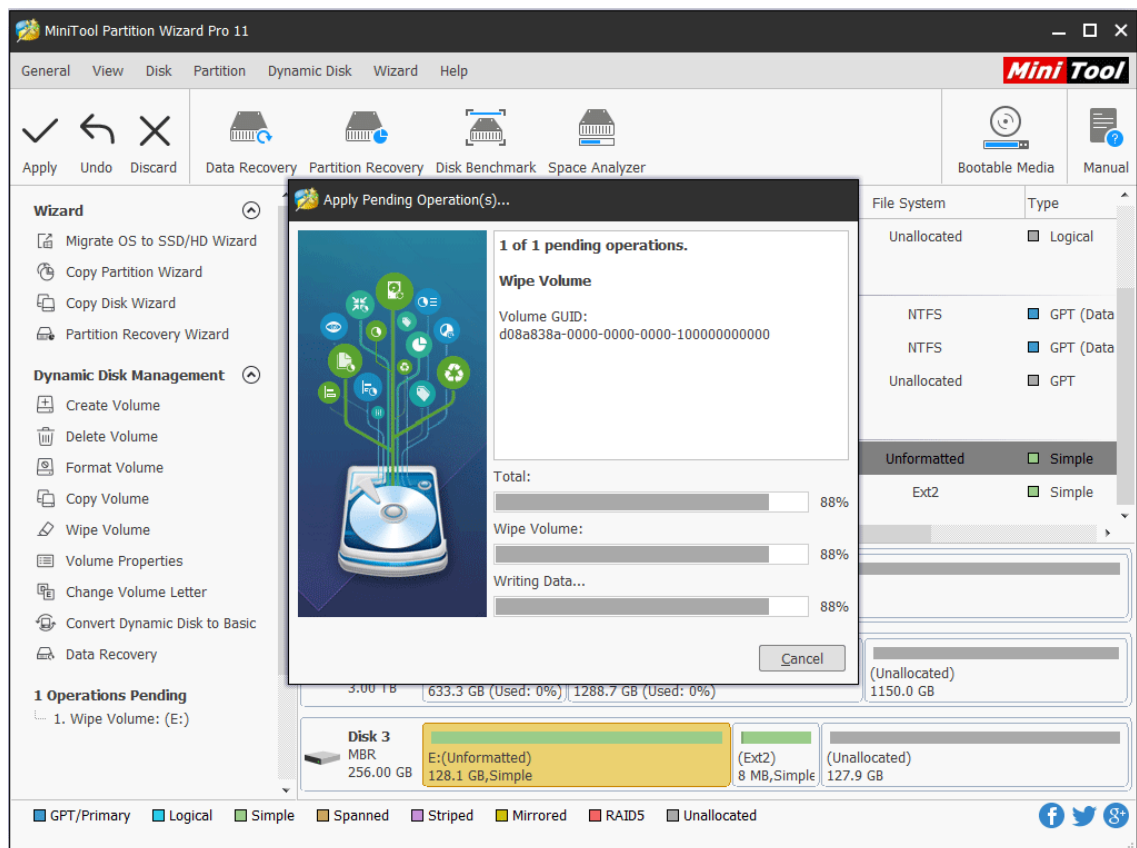 MiniTool Partition Wizard Pro 11
General View Disk Partition Dynamic Disk Wizard Help
Mini Tool
Apply Undo Discard Data Recovery Partition Recovery Disk Benchmark Space Analyzer Bootable Media Manual
Wizard
Migrate OS to SSD/HD Wizard
Copy Partition Wizard
Copy Disk Wizard
Partition Recovery Wizard
Dynamic Disk Management
Create Volume
Delete Volume
Format Volume
Copy Volume
Wipe Volume
Volume Properties
Change Volume Letter
Convert Dynamic Disk to Basic
Data Recovery
1 Operations Pending
1. Wipe Volume: (E:)
Apply Pending Operation(s)...
1 of 1 pending operations.
Wipe Volume
Volume GUID:
d08a838a-0000-0000-0000-100000000000
Total:
88%
Wipe Volume:
88%
Writing Data...
88%
Cancel
File System Type
Unallocated Logical
NTFS GPT (Data
NTFS GPT (Data
Unallocated GPT
Unformatted Simple
Ext2 Simple
3.00 TB
633.3 GB (Used: 0%)
1288.7 GB (Used: 0%)
(Unallocated)
1150.0 GB
Disk 3
MBR
256.00 GB
E:(Unformatted)
128.1 GB,Simple
(Ext2)
8 MB,Simple
(Unallocated)
127.9 GB
GPT/Primary Logical Simple Spanned Striped Mirrored RAID5 Unallocated